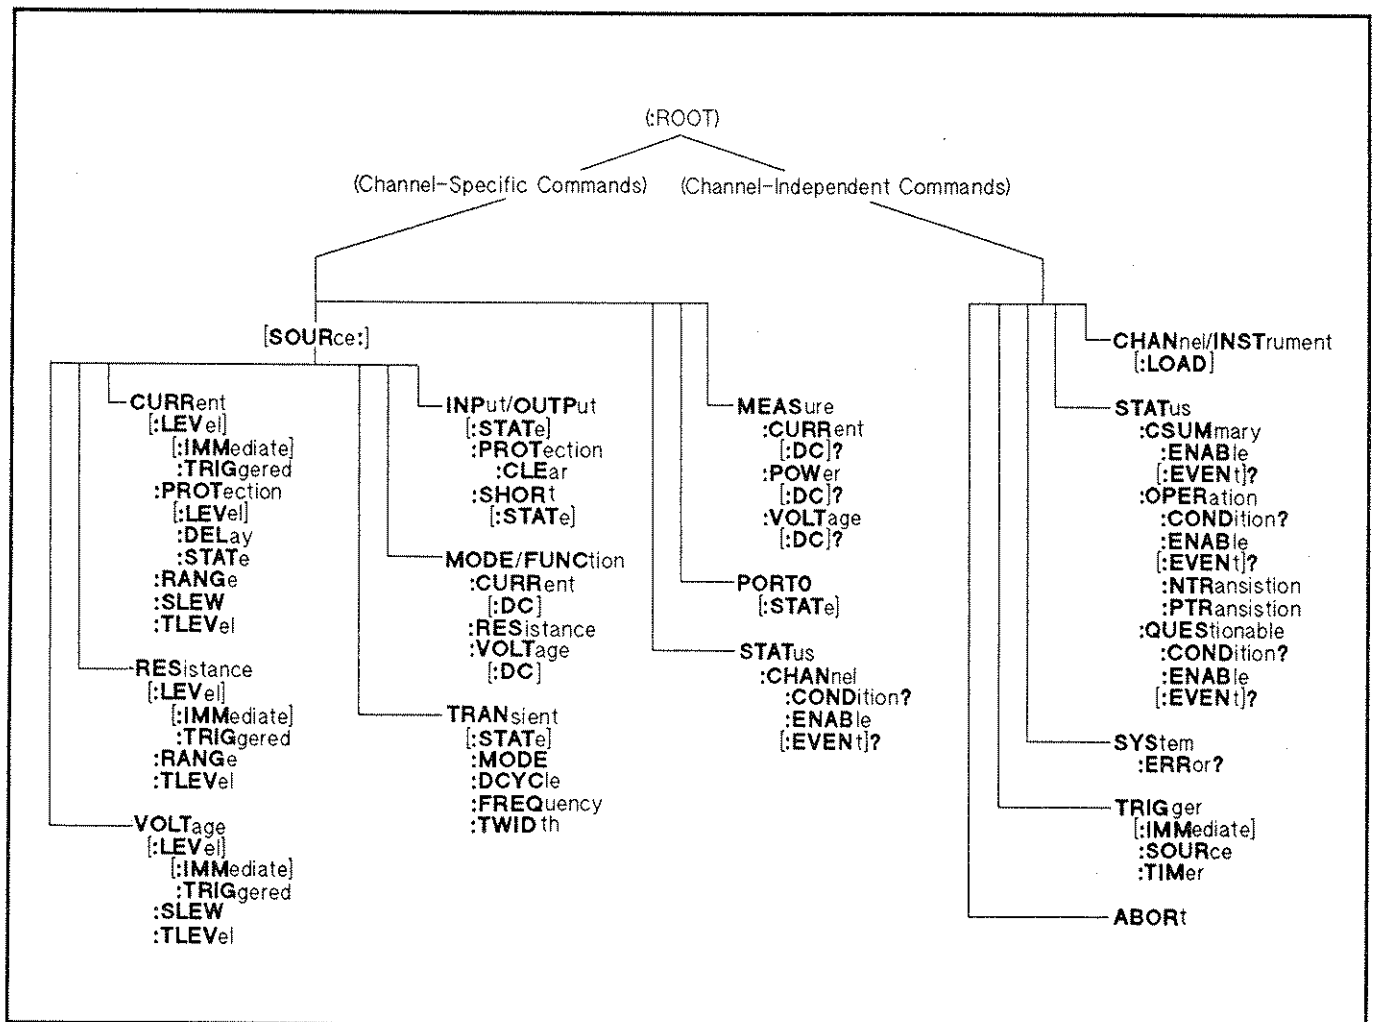 (:ROOT)
(Channel-Specific Commands)
(Channel-Independent Commands)
[SOURce:]
CURRent
[:LEVel]
[:IMMediate]
:TRIGgered
:PROTection
[:LEVel]
:DELay
:STATe
:RANGe
:SLEW
:TLEVel
RESistance
[:LEVel]
[:IMMediate]
:TRIGgered
:RANGe
:TLEVel
VOLTage
[:LEVel]
[:IMMediate]
:TRIGgered
:SLEW
:TLEVel
INPut/OUTPut
[:STATe]
:PROTection
:CLEar
:SHORt
[:STATe]
MODE/FUNCtion
:CURRent
[:DC]
:RESistance
:VOLTage
[:DC]
TRANsient
[:STATe]
:MODE
:DCYCle
:FREQuency
:TWIDth
MEASure
:CURRent
[:DC]?
:POWer
[:DC]?
:VOLTage
[:DC]?
PORT0
[:STATe]
STATus
:CHANnel
:CONDition?
:ENABle
[:EVENt]?
CHANnel/INSTrument
[:LOAD]
STATus
:CSUMmary
:ENABle
[:EVENt]?
:OPERation
:CONDition?
:ENABle
[:EVENt]?
:NTRansistion
:PTRansistion
:QUEStionable
:CONDition?
:ENABle
[:EVENt]?
SYStem
:ERRor?
TRIGger
[:IMMediate]
:SOURce
:TIMer
ABORt